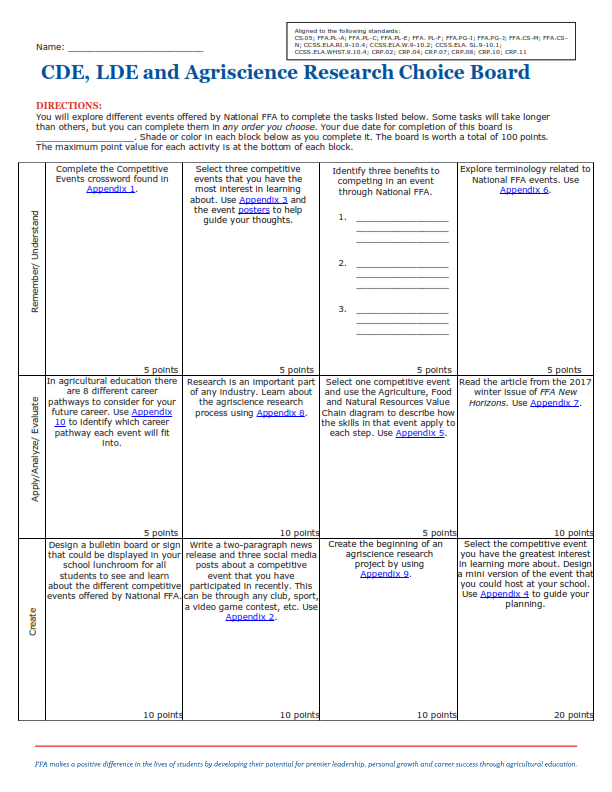 Aligned to the following standards:
CS.05; FFA.PL-A; FFA.PL-C; FFA.PL-E; FFA. PL-F; FFA.PG-I; FFA.PG-J; FFA.CS-M; FFA.CS-
N; CCSS.ELA.RI.9-10.4; CCSS.ELA.W.9-10.2; CCSS.ELA. SL.9-10.1;
CCSS.ELA.WHST.9.10.4; CRP.02; CRP.04; CRP.07; CRP.08; CRP.10; CRP.11
Name: ____________________________
CDE, LDE and Agriscience Research Choice Board
DIRECTIONS:
You will explore different events offered by National FFA to complete the tasks listed below. Some tasks will take longer
than others, but you can complete them in any order you choose. Your due date for completion of this board is
____________________. Shade or color in each block below as you complete it. The board is worth a total of 100 points.
The maximum point value for each activity is at the bottom of each block.
Remember/ Understand
Complete the Competitive
Events crossword found in
Appendix 1.
5 points
Select three competitive
events that you have the
most interest in learning
about. Use Appendix 3 and
the event posters to help
guide your thoughts.
5 points
Identify three benefits to
competing in an event
through National FFA.
1. ___________________
___________________
___________________
2. ___________________
___________________
___________________
3. ___________________
___________________
___________________
5 points
Explore terminology related to
National FFA events. Use
Appendix 6.
5 points
Apply/Analyze/ Evaluate
In agricultural education there
are 8 different career
pathways to consider for your
future career. Use Appendix
10 to identify which career
pathway each event will fit
into.
5 points
Research is an important part
of any industry. Learn about
the agriscience research
process using Appendix 8.
10 points
Select one competitive event
and use the Agriculture, Food
and Natural Resources Value
Chain diagram to describe how
the skills in that event apply to
each step. Use Appendix 5.
5 points
Read the article from the 2017
winter issue of FFA New
Horizons. Use Appendix 7.
10 points
Create
Design a bulletin board or sign
that could be displayed in your
school lunchroom for all
students to see and learn
about the different competitive
events offered by National FFA.
10 points
Write a two-paragraph news
release and three social media
posts about a competitive
event that you have
participated in recently. This
can be through any club, sport,
a video game contest, etc. Use
Appendix 2.
10 points
Create the beginning of an
agriscience research
project by using
Appendix 9.
10 points
Select the competitive event
you have the greatest interest
in learning more about. Design
a mini version of the event that
you could host at your school.
Use Appendix 4 to guide your
planning.
20 points
FFA makes a positive difference in the lives of students by developing their potential for premier leadership, personal growth and career success through agricultural education.